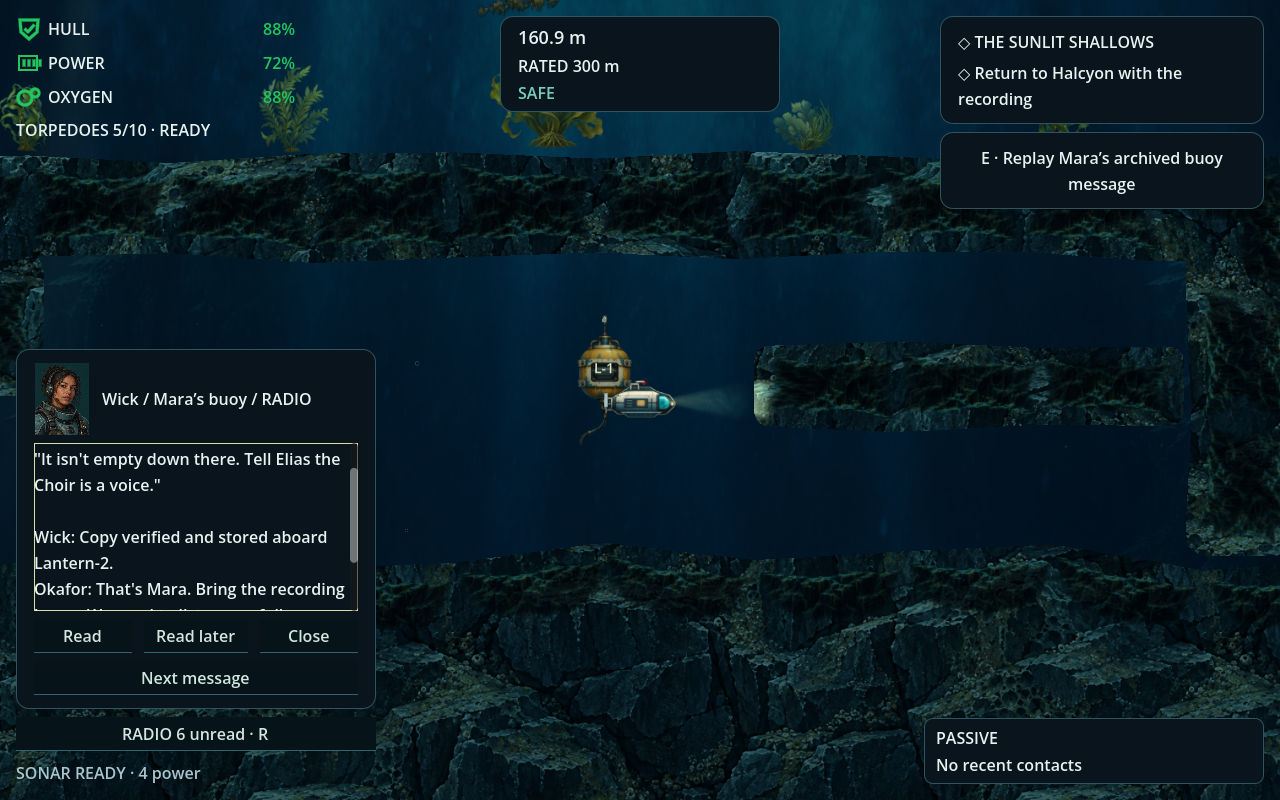 HULL 88%
POWER 72%
OXYGEN 88%
TORPEDOES 5/10 · READY
160.9 m
RATED 300 m
SAFE
◇ THE SUNLIT SHALLOWS
◇ Return to Halcyon with the
recording
E · Replay Mara’s archived buoy
message
L-1
Wick / Mara’s buoy / RADIO
"It isn't empty down there. Tell Elias the
Choir is a voice."
Wick: Copy verified and stored aboard
Lantern-2.
Okafor: That's Mara. Bring the recording
Read
Read later
Close
Next message
RADIO 6 unread · R
SONAR READY · 4 power
PASSIVE
No recent contacts